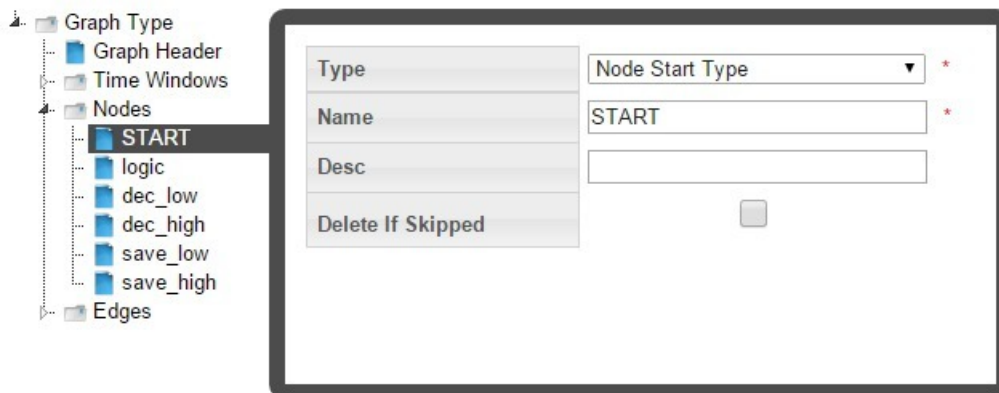 Graph Type
Graph Header
Time Windows
Nodes
START
logic
dec_low
dec_high
save_low
save_high
Edges
Type Node Start Type *
Name START *
Desc
Delete If Skipped